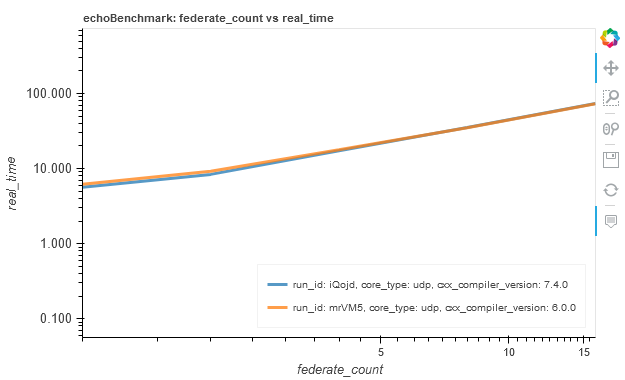 echoBenchmark: federate_count vs real_time
100.000
10.000
1.000
0.100
real_time
run_id: iQojd, core_type: udp, cxx_compiler_version: 7.4.0
run_id: mrVM5, core_type: udp, cxx_compiler_version: 6.0.0
5
10
15
federate_count